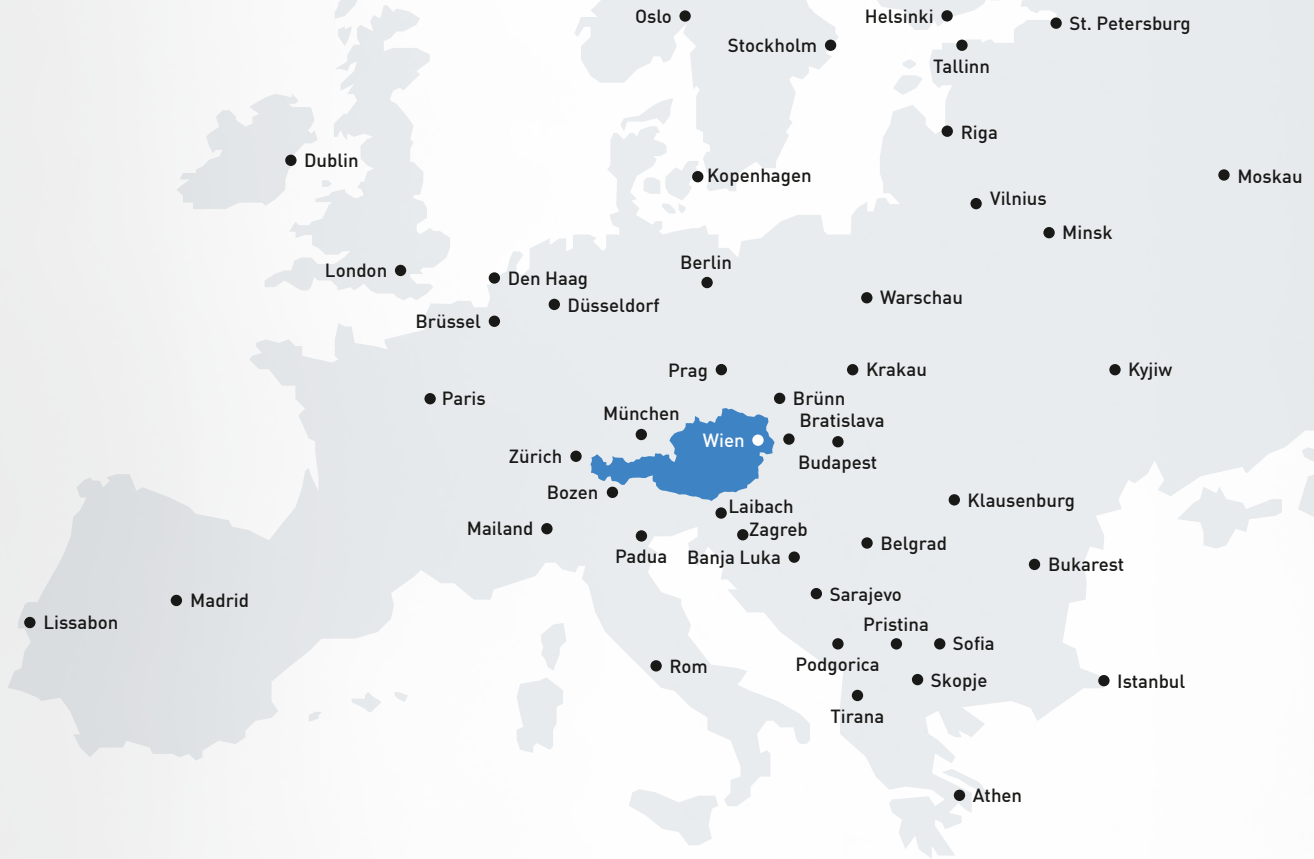 Oslo
Helsinki
St. Petersburg
Stockholm
Tallinn
Riga
Dublin
Kopenhagen
Moskau
Vilnius
Minsk
Berlin
London
Den Haag
Warschau
Düsseldorf
Brüssel
Prag
Krakau
Kyjiw
Paris
Brünn
München
Bratislava
Wien
Zürich
Budapest
Bozen
Klausenburg
Laibach
Mailand
Zagreb
Padua
Banja Luka
Belgrad
Bukarest
Sarajevo
Madrid
Lissabon
Pristina
Sofia
Podgorica
Rom
Skopje
Istanbul
Tirana
Athen